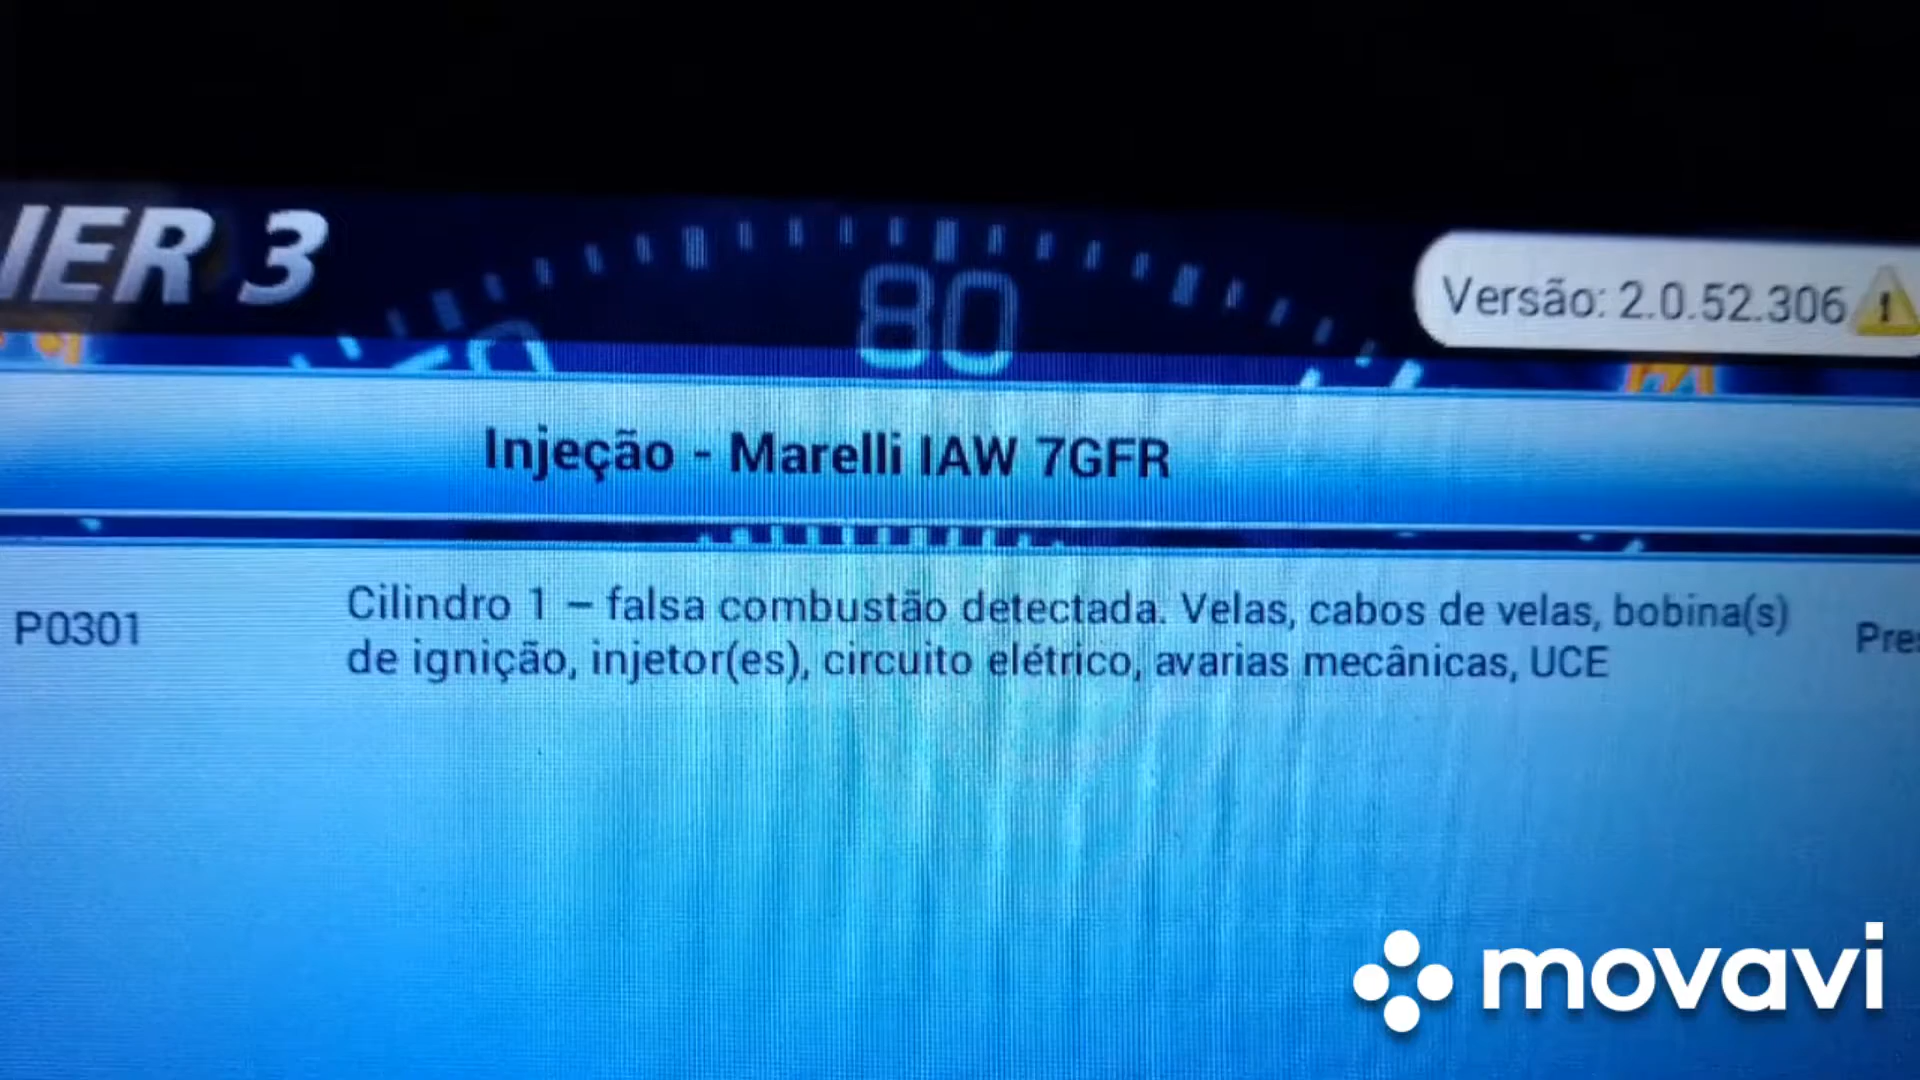 IER 3
80
Versão: 2.0.52.306
Injeção - Marelli IAW 7GFR
P0301
Cilindro 1 – falsa combustão detectada. Velas, cabos de velas, bobina(s)
de ignição, injetor(es), circuito elétrico, avarias mecânicas, UCE
Pres
movavi